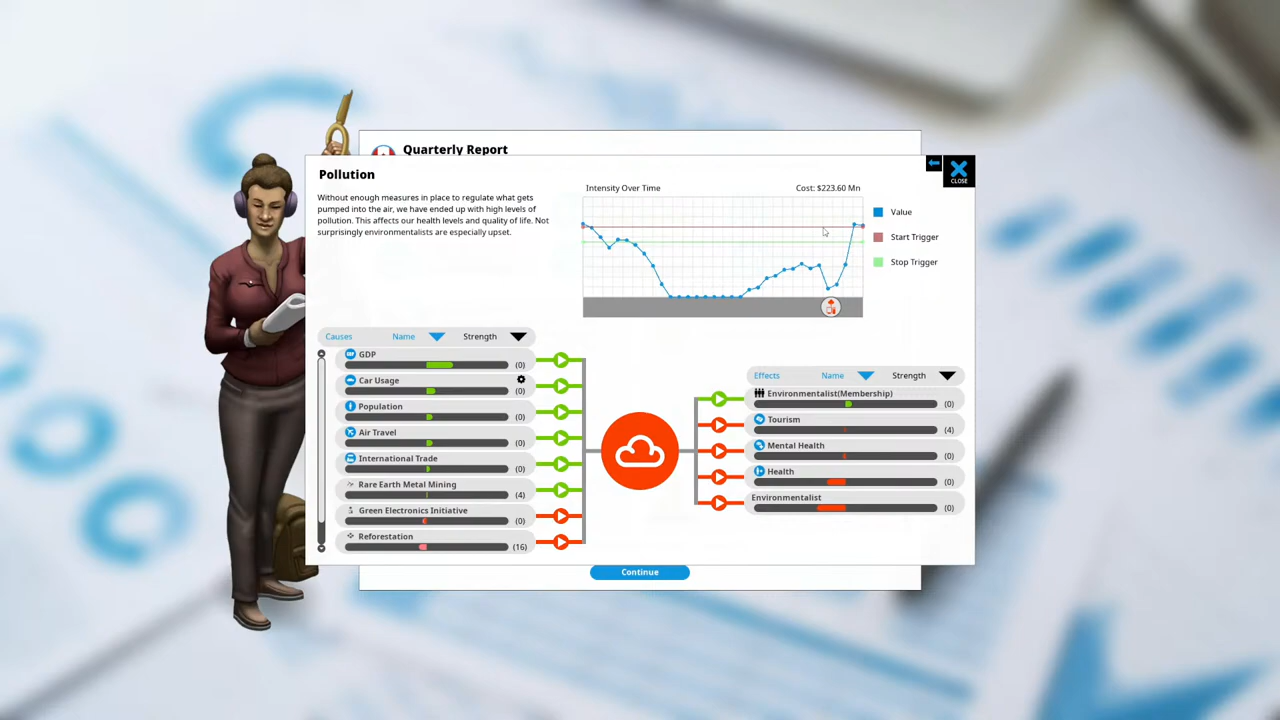 Quarterly Report
Pollution
CLOSE
Without enough measures in place to regulate what gets
pumped into the air, we have ended up with high levels of
pollution. This affects our health levels and quality of life. Not
surprisingly environmentalists are especially upset.
Intensity Over Time
Cost: $223.60 Mn
Value
Start Trigger
Stop Trigger
Causes Name Strength
GDP
(0)
Car Usage
(0)
Population
(0)
Air Travel
(0)
International Trade
(0)
Rare Earth Metal Mining
(4)
Green Electronics Initiative
(0)
Reforestation
(16)
Effects Name Strength
Environmentalist(Membership)
(0)
Tourism
(4)
Mental Health
(0)
Health
(0)
Environmentalist
(0)
Continue